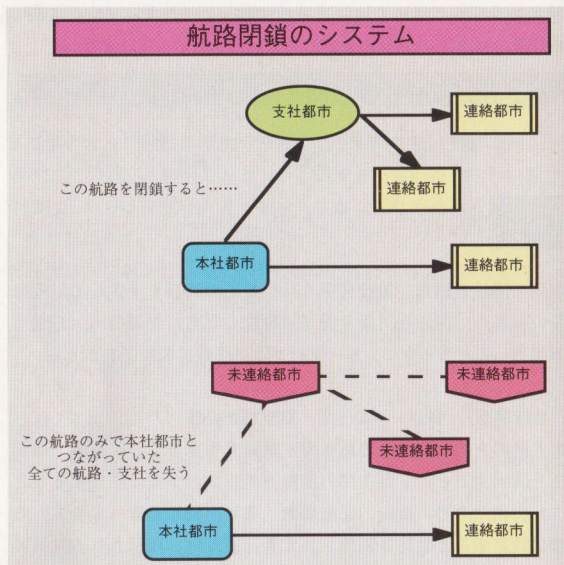 航路閉鎖のシステム
支社都市
連絡都市
連絡都市
この航路を閉鎖すると……
本社都市
連絡都市
未連絡都市
未連絡都市
未連絡都市
この航路のみで本社都市と
つながっていた
全ての航路・支社を失う
本社都市
連絡都市